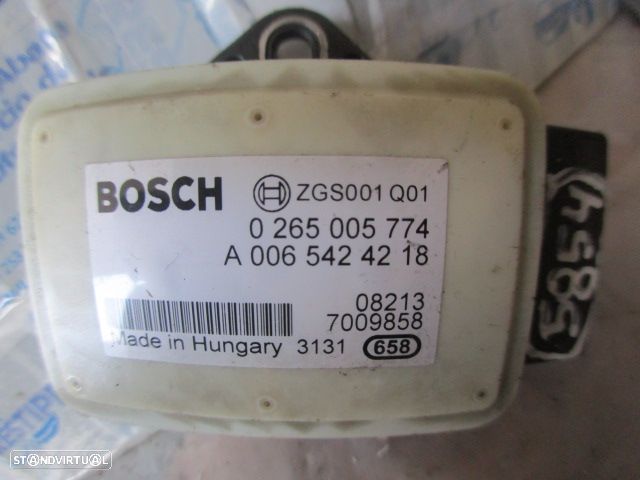 BOSCH ZGS001 Q01
0 265 005 774
A 006 542 42 18
08213
7009858
Made in Hungary 3131 658
5854
STANDVIRTUAL